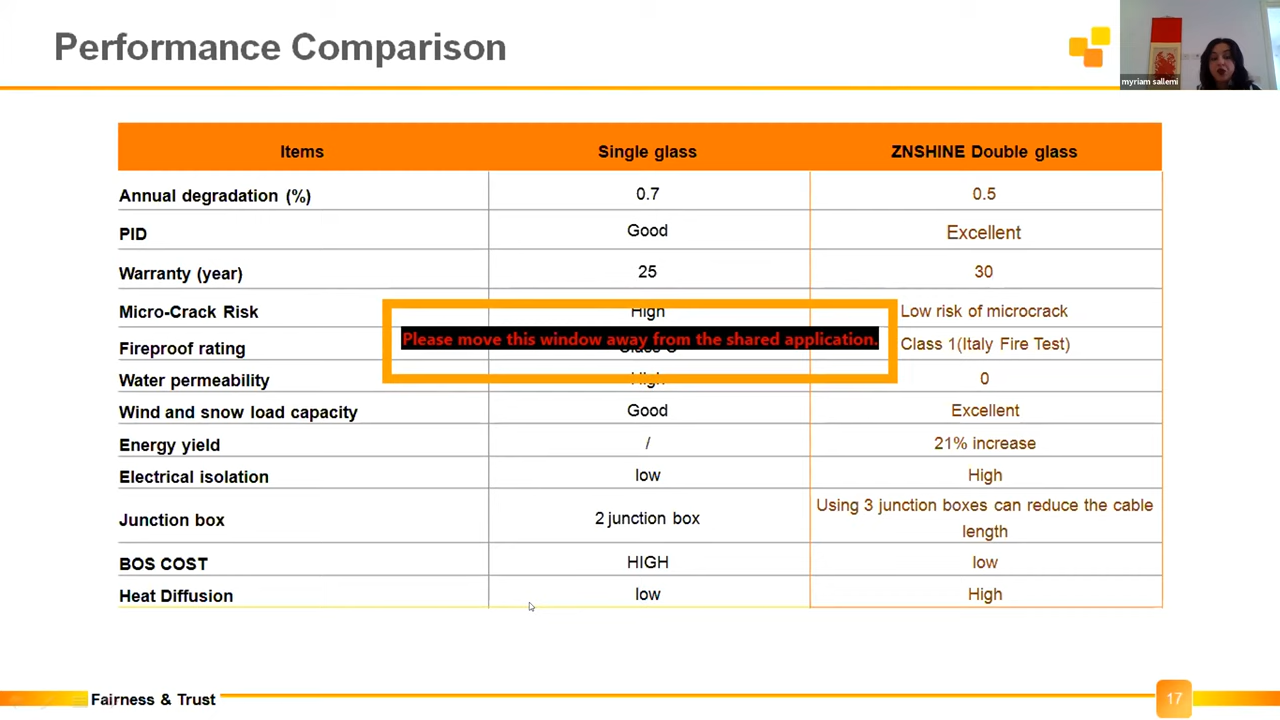 Performance Comparison
myriam sallemi
Items Single glass ZNSHINE Double glass
Annual degradation (%) 0.7 0.5
PID Good Excellent
Warranty (year) 25 30
Micro-Crack Risk High Low risk of microcrack
Please move this window away from the shared application.
Fireproof rating Class 1(Italy Fire Test)
Water permeability High 0
Wind and snow load capacity Good Excellent
Energy yield / 21% increase
Electrical isolation low High
Junction box 2 junction box Using 3 junction boxes can reduce the cable
length
BOS COST HIGH low
Heat Diffusion low High
Fairness & Trust
17